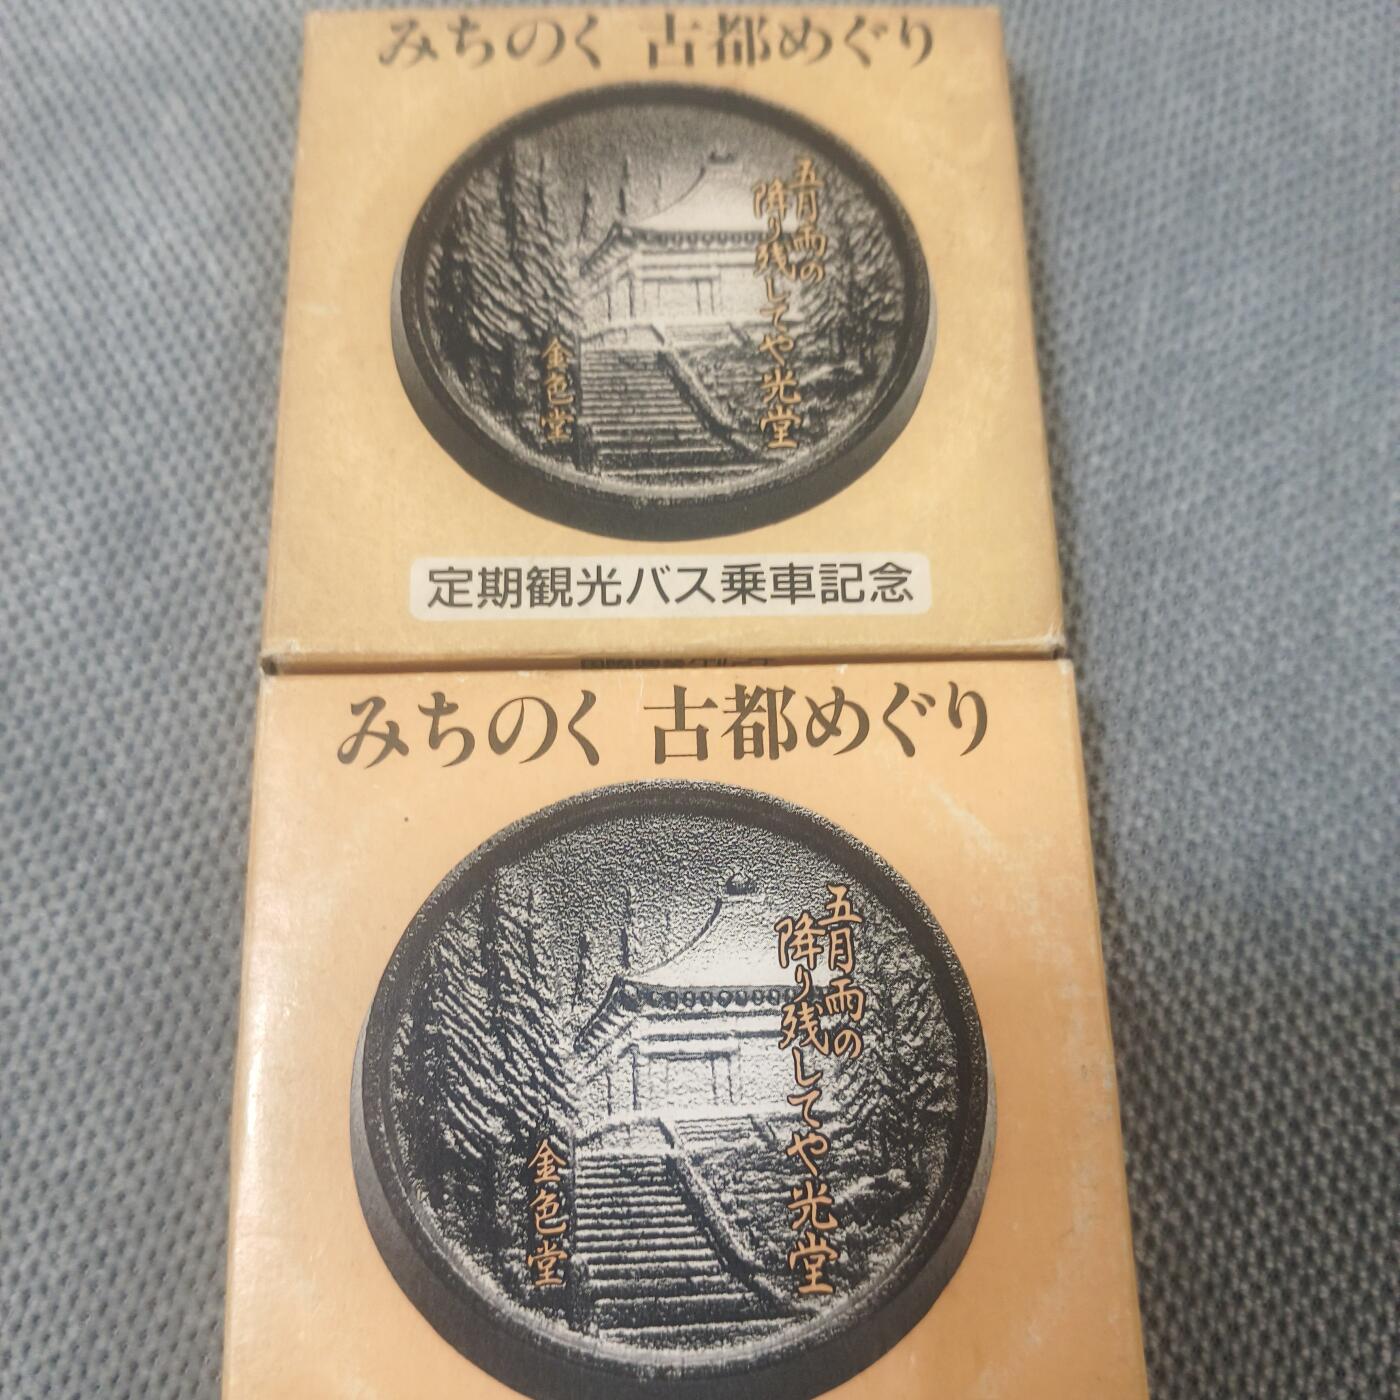 みちのく 古都めぐり
五月雨の
降り残してや光堂
金色堂
定期観光バス乗車記念
みちのく 古都めぐり
五月雨の
降り残してや光堂
金色堂